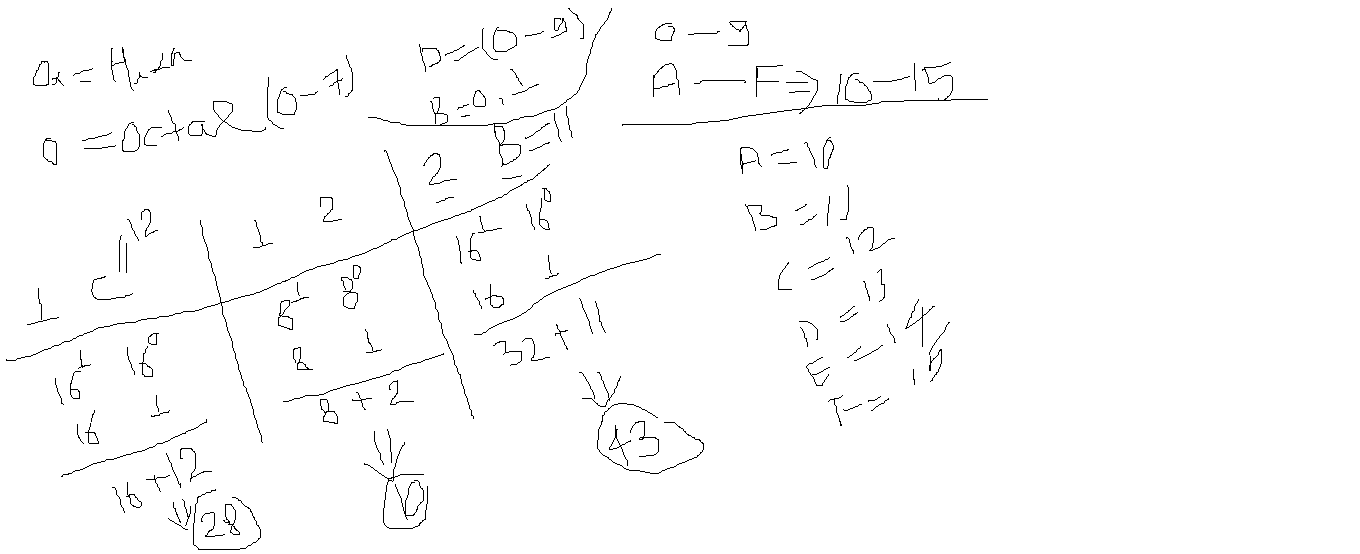 0x = Hexa
0 = Octal (0-7)
D = (0-9)
B = 0,1
0 - 9
A - F => 10-15
A = 10
B = 11
C = 12
D = 13
E = 14
F = 15
1 C 12
16^1 16^0
16 1
16 + 12
28
1 2
8^1 8^0
8 1
8 + 2
10
2 B = 11
16^1 16^0
16 1
32 + 11
43